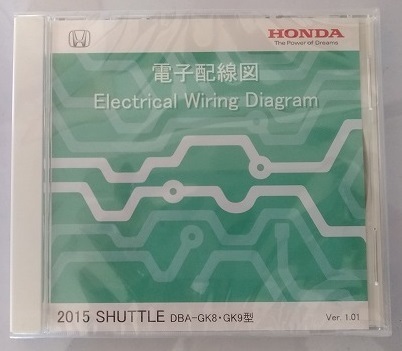 HONDA
The Power of Dreams
電子配線図
Electrical Wiring Diagram
2015 SHUTTLE DBA-GK8・GK9型 Ver. 1.01